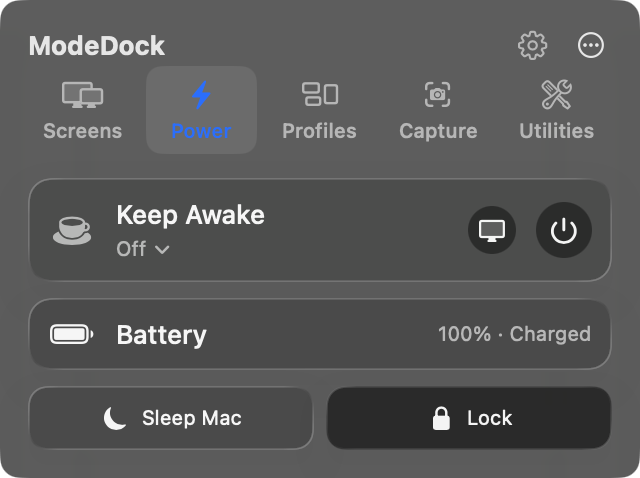 ModeDock
Screens
Power
Profiles
Capture
Utilities
Keep Awake
Off
Battery
100% · Charged
Sleep Mac
Lock